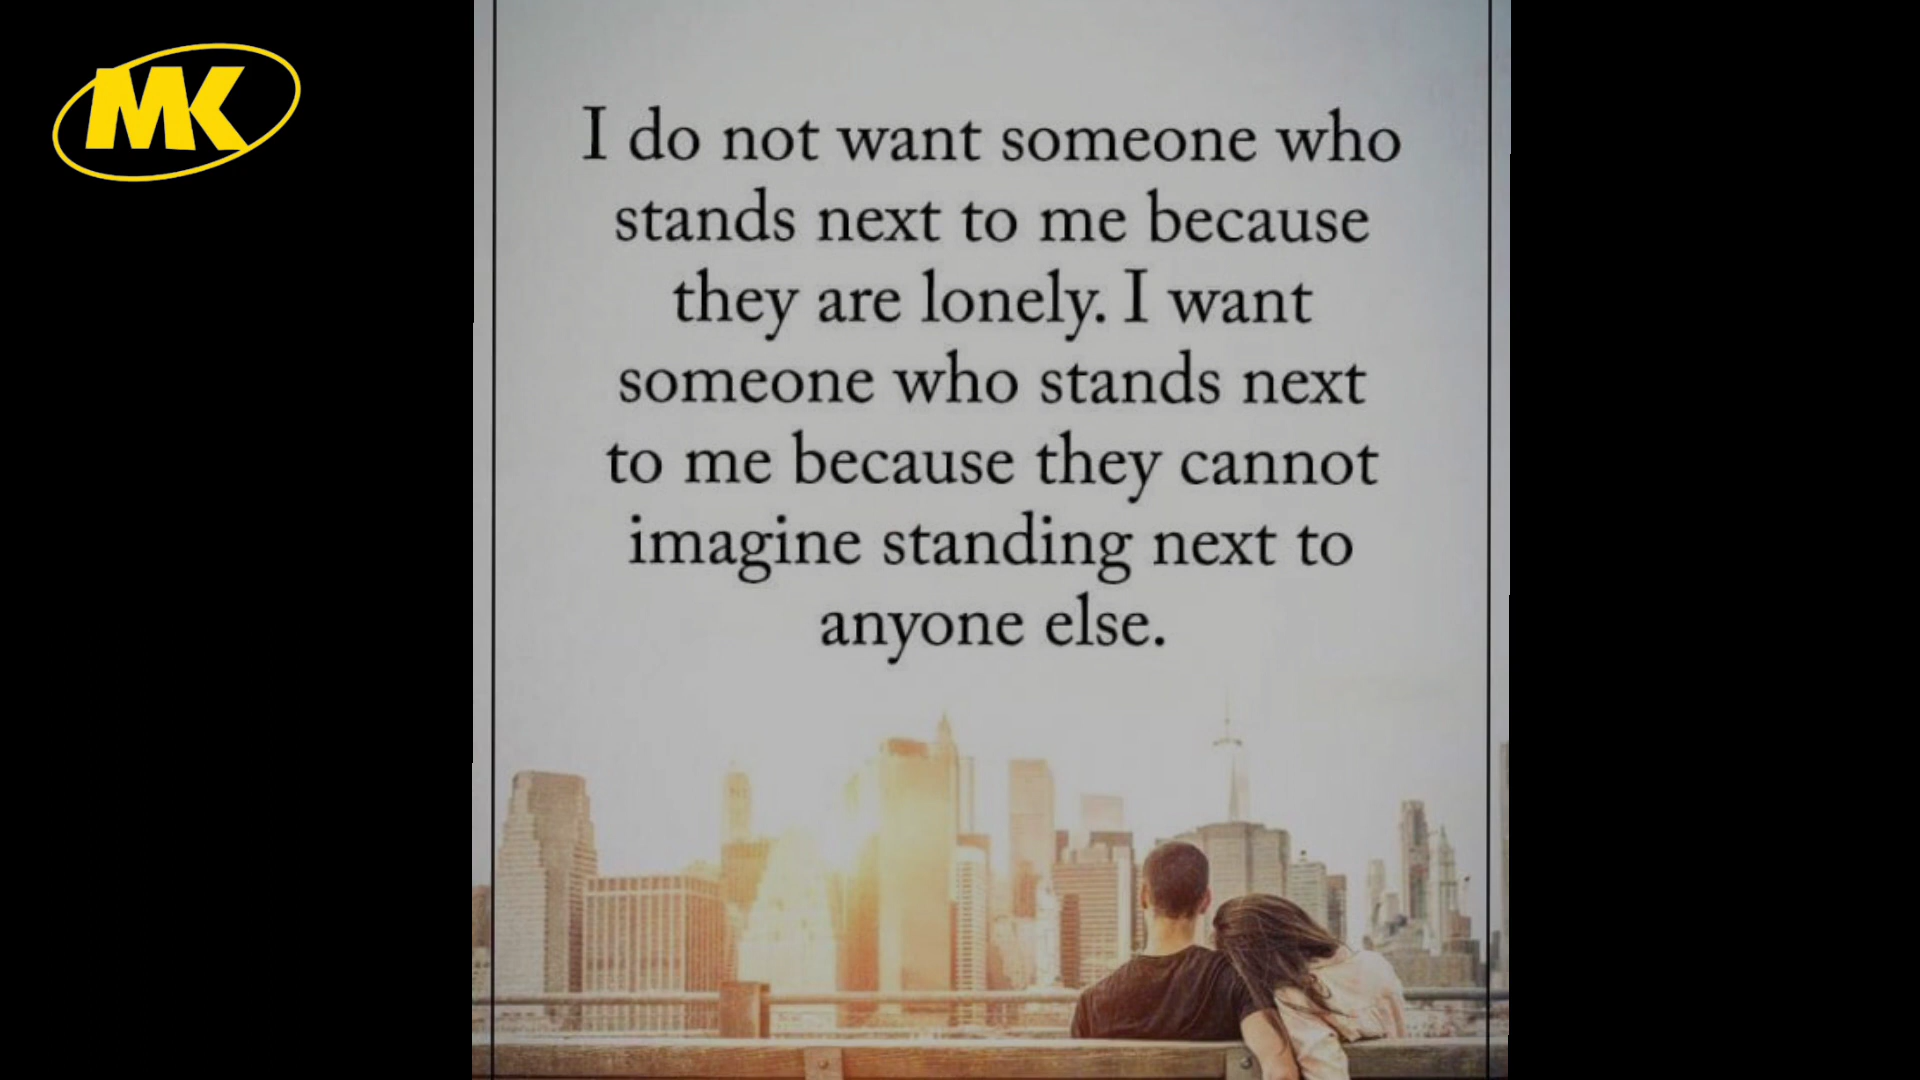 MK
I do not want someone who
stands next to me because
they are lonely. I want
someone who stands next
to me because they cannot
imagine standing next to
anyone else.